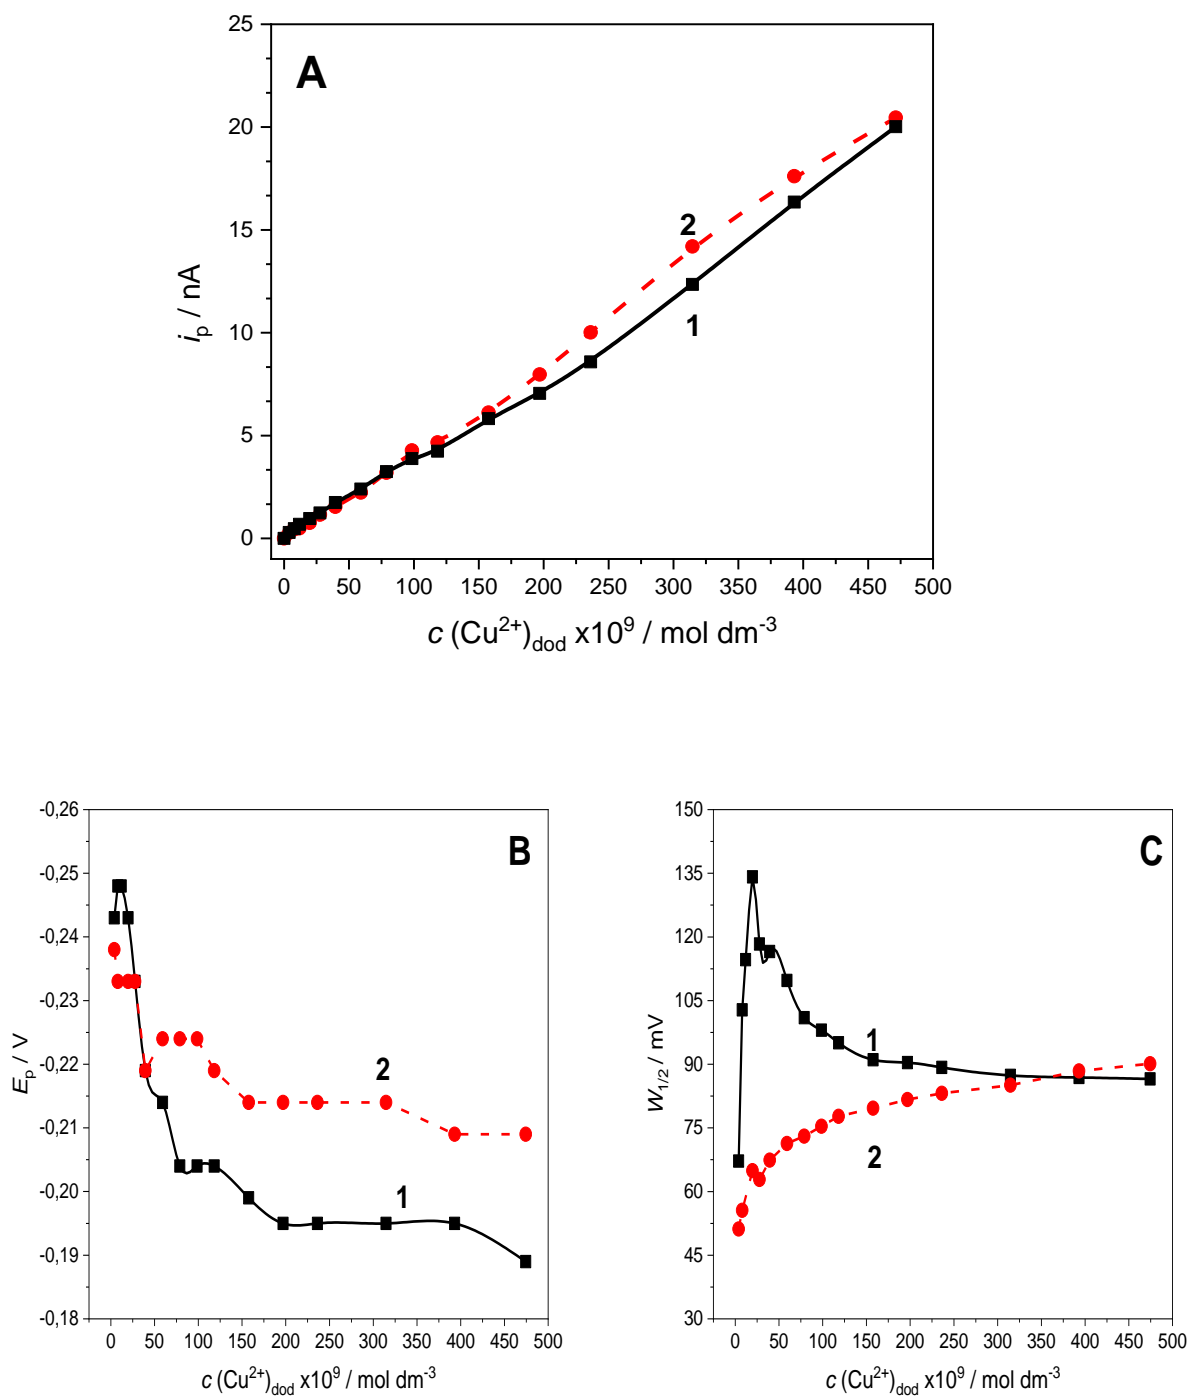 A
25
20
15
10
5
0
i_p / nA
2
1
0 50 100 150 200 250 300 350 400 450 500
c (Cu²⁺)_dod x10⁹ / mol dm⁻³
B
-0,26
-0,25
-0,24
-0,23
-0,22
-0,21
-0,20
-0,19
-0,18
E_p / V
2
1
0 50 100 150 200 250 300 350 400 450 500
c (Cu²⁺)_dod x10⁹ / mol dm⁻³
C
150
135
120
105
90
75
60
45
30
W_1/2 / mV
1
2
0 50 100 150 200 250 300 350 400 450 500
c (Cu²⁺)_dod x10⁹ / mol dm⁻³